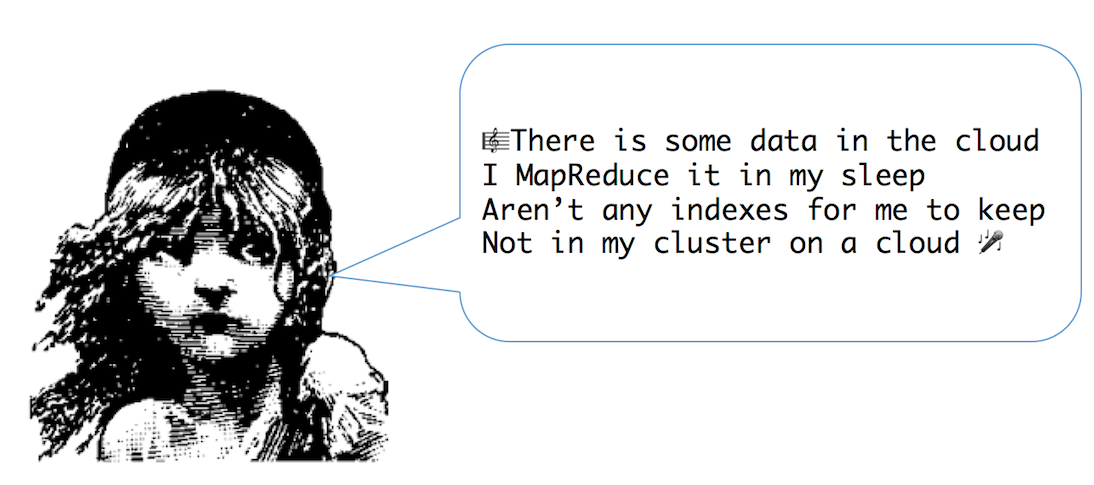 🎼There is some data in the cloud
I MapReduce it in my sleep
Aren’t any indexes for me to keep
Not in my cluster on a cloud 🎤